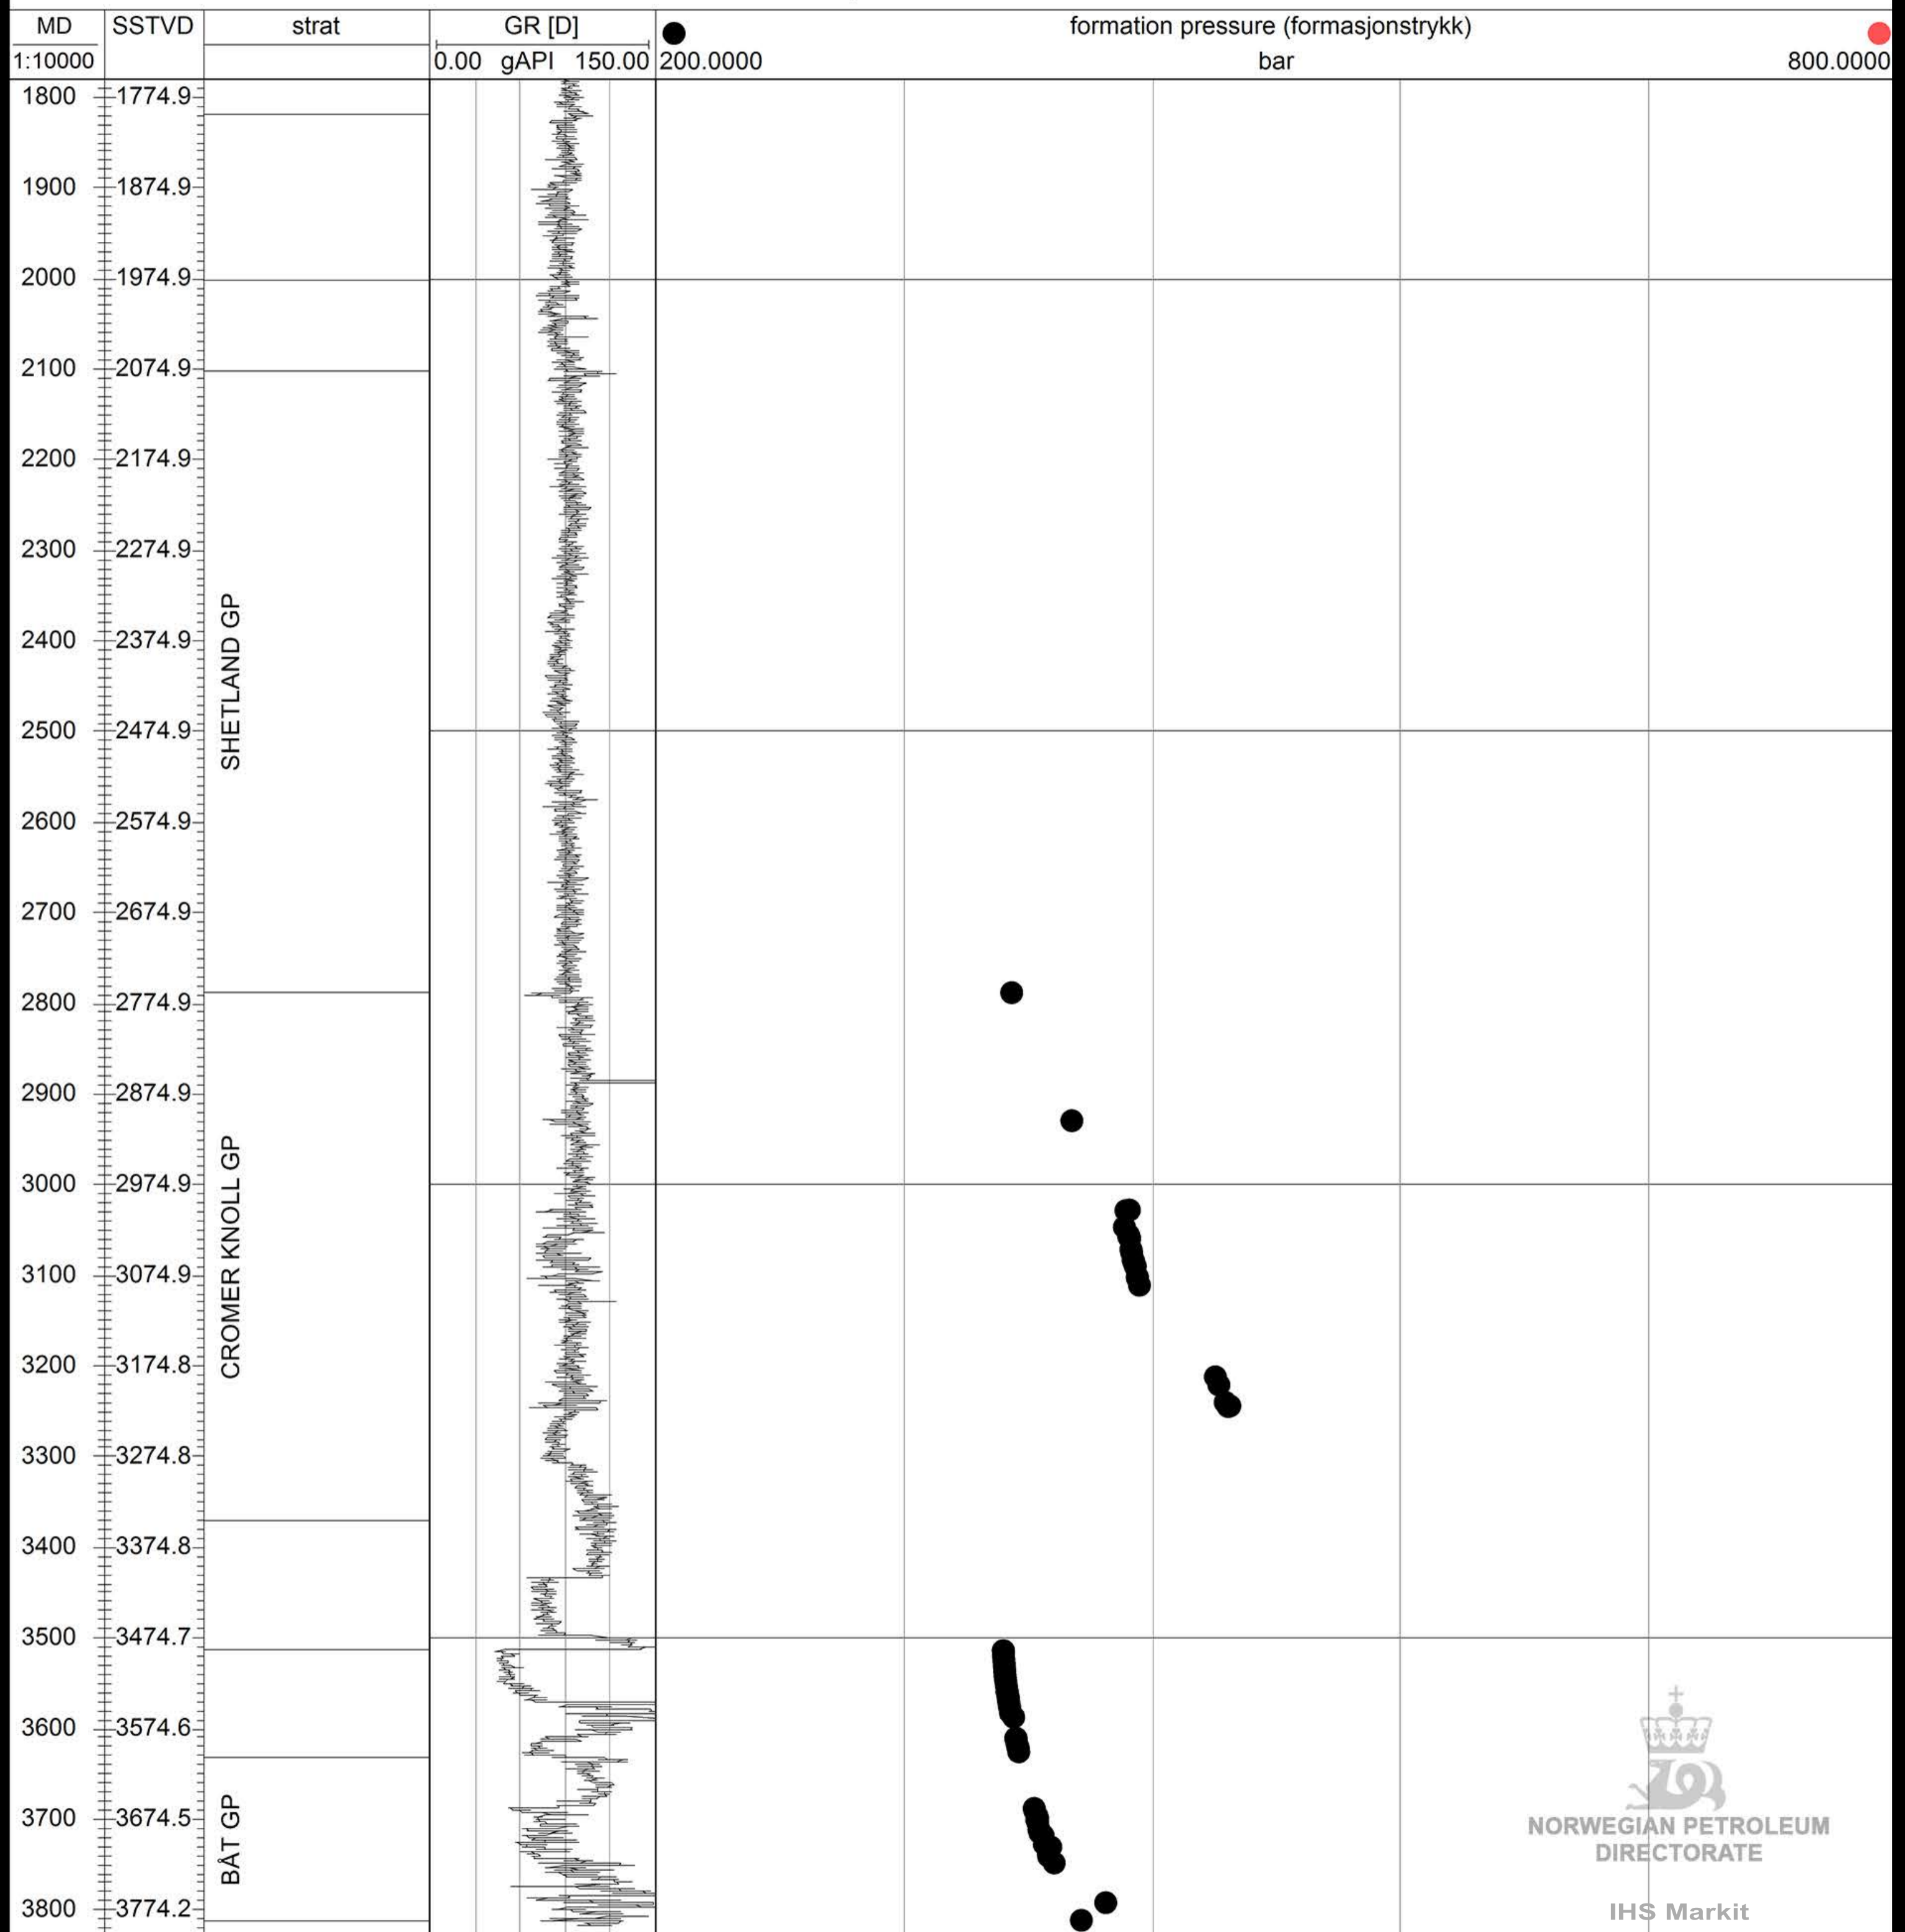 MD SSTVD strat GR [D] formation pressure (formasjonstrykk)
1:10000 0.00 gAPI 150.00 200.0000 bar 800.0000
1800 1774.9
1900 1874.9
2000 1974.9
2100 2074.9
2200 2174.9
2300 2274.9
SHETLAND GP
2400 2374.9
2500 2474.9
2600 2574.9
2700 2674.9
2800 2774.9
2900 2874.9
3000 2974.9
CROMER KNOLL GP
3100 3074.9
3200 3174.8
3300 3274.8
3400 3374.8
3500 3474.7
3600 3574.6
3700 3674.5
BÅT GP
NORWEGIAN PETROLEUM
DIRECTORATE
3800 3774.2
IHS Markit